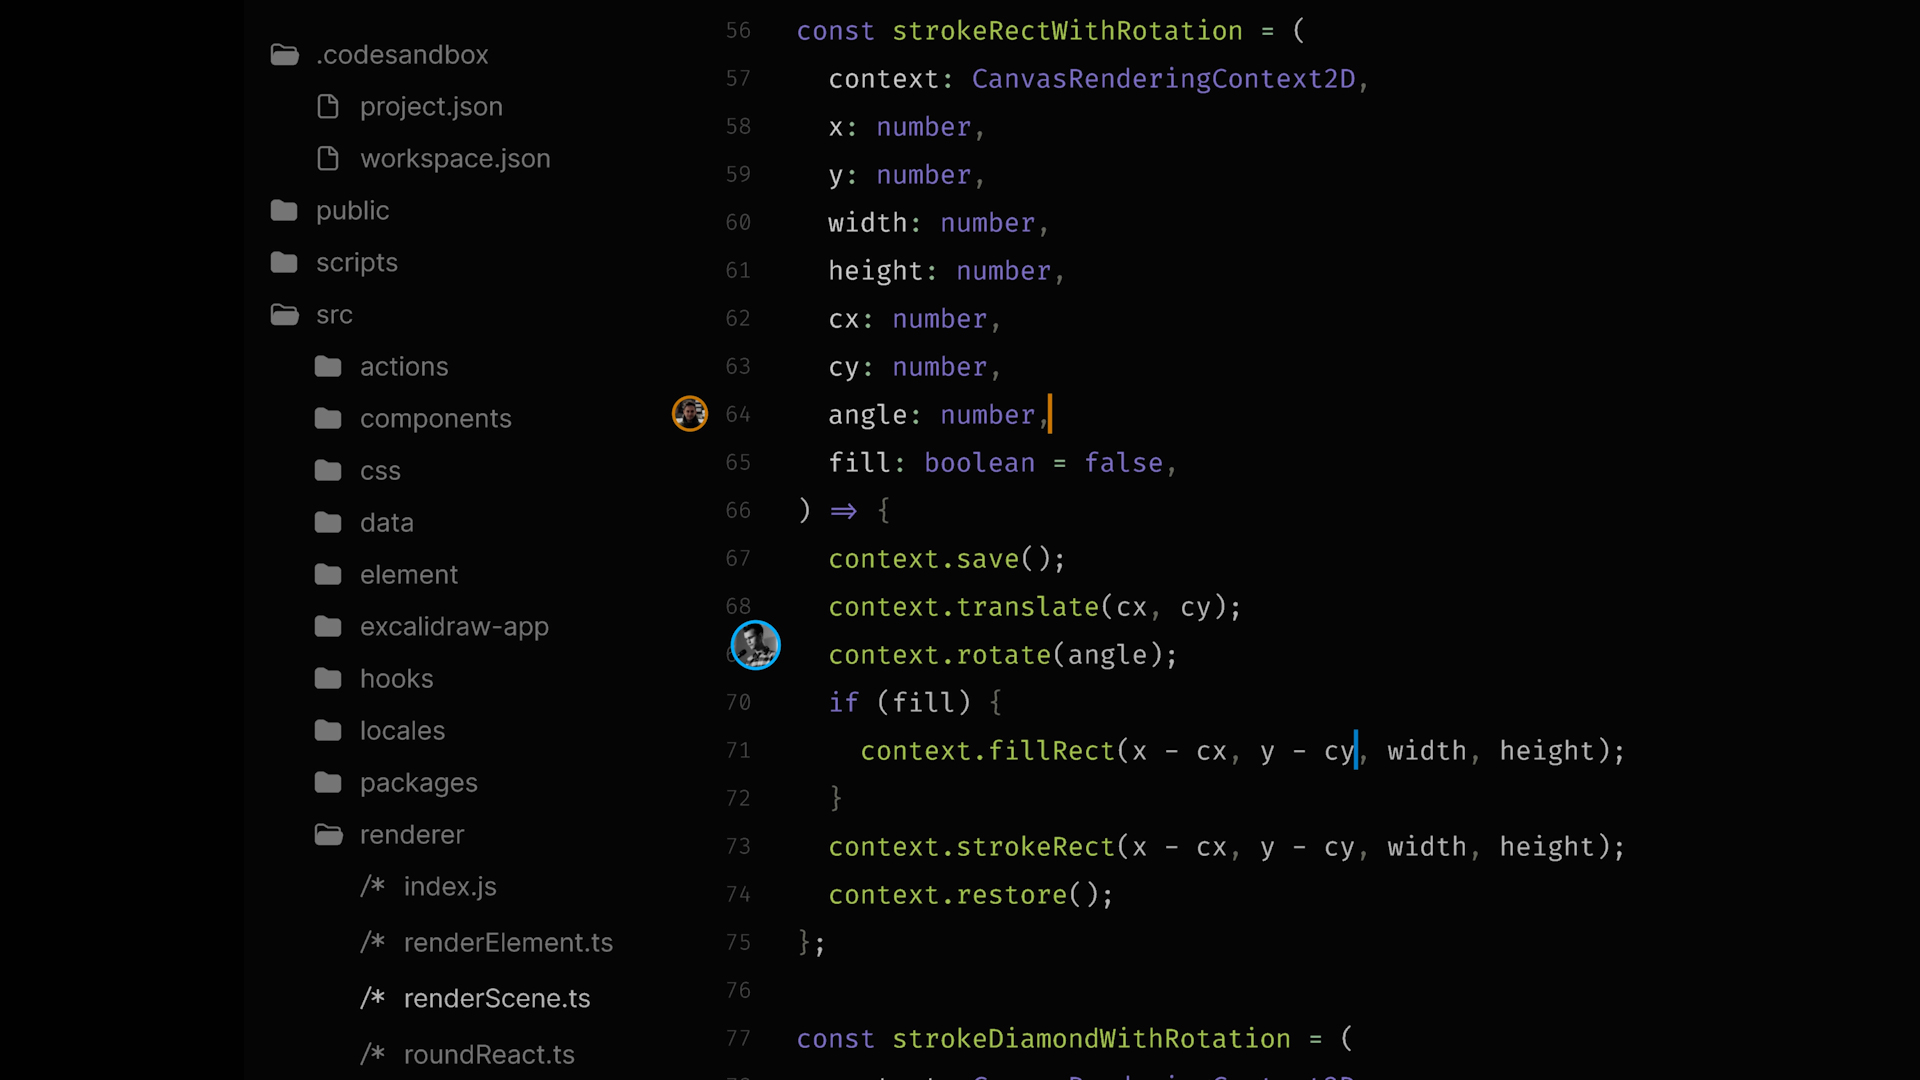 .codesandbox
project.json
workspace.json
public
scripts
src
actions
components
css
data
element
excalidraw-app
hooks
locales
packages
renderer
/* index.js
/* renderElement.ts
/* renderScene.ts
/* roundReact.ts
56 const strokeRectWithRotation = (
57 context: CanvasRenderingContext2D,
58 x: number,
59 y: number,
60 width: number,
61 height: number,
62 cx: number,
63 cy: number,
64 angle: number,
65 fill: boolean = false,
66 ) => {
67 context.save();
68 context.translate(cx, cy);
context.rotate(angle);
70 if (fill) {
71 context.fillRect(x - cx, y - cy, width, height);
72 }
73 context.strokeRect(x - cx, y - cy, width, height);
74 context.restore();
75 };
76
77 const strokeDiamondWithRotation = (